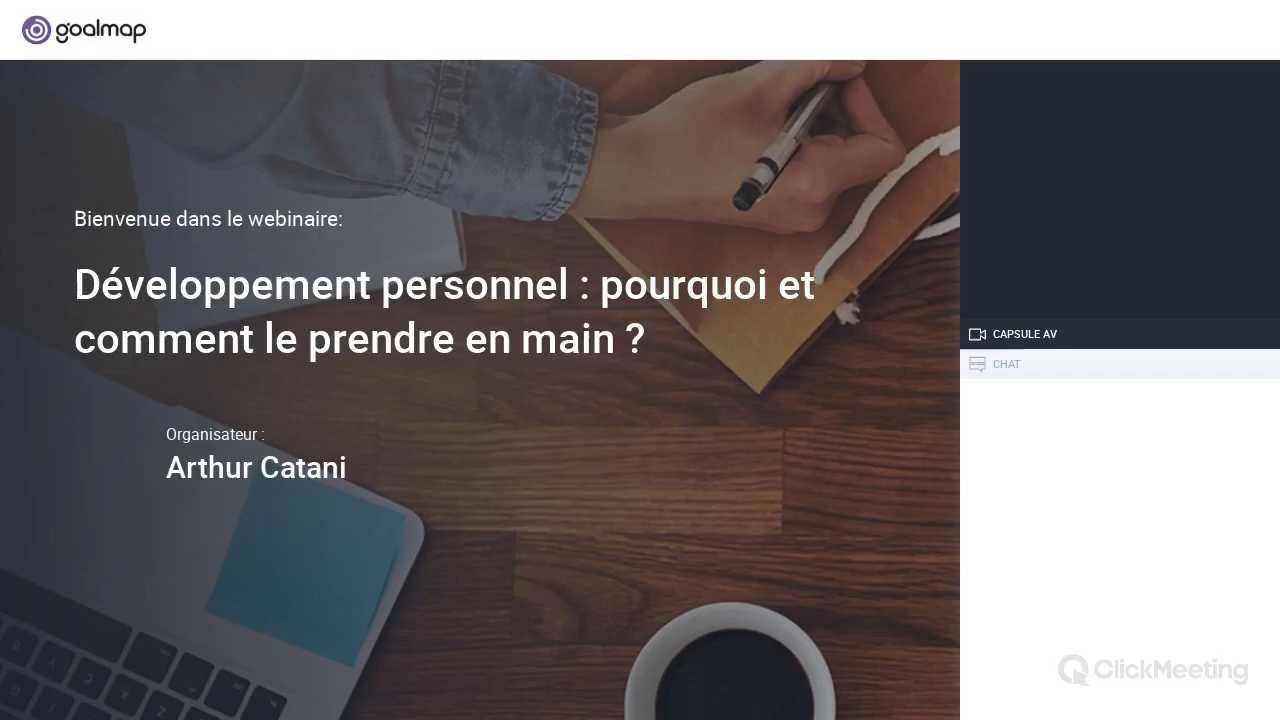 goalmap
Bienvenue dans le webinaire:
Développement personnel : pourquoi et
comment le prendre en main ?
Organisateur :
Arthur Catani
CAPSULE AV
CHAT
ClickMeeting